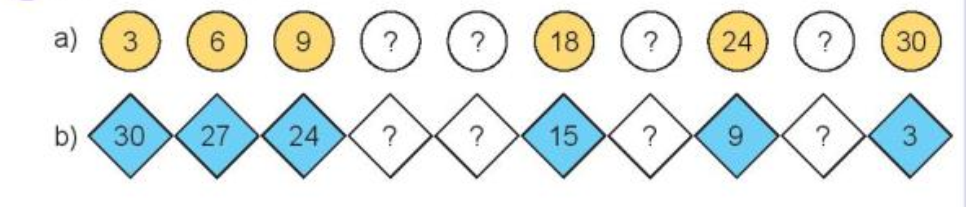 a) 3 6 9 ? ? 18 ? 24 ? 30
b) 30 27 24 ? ? 15 ? 9 ? 3